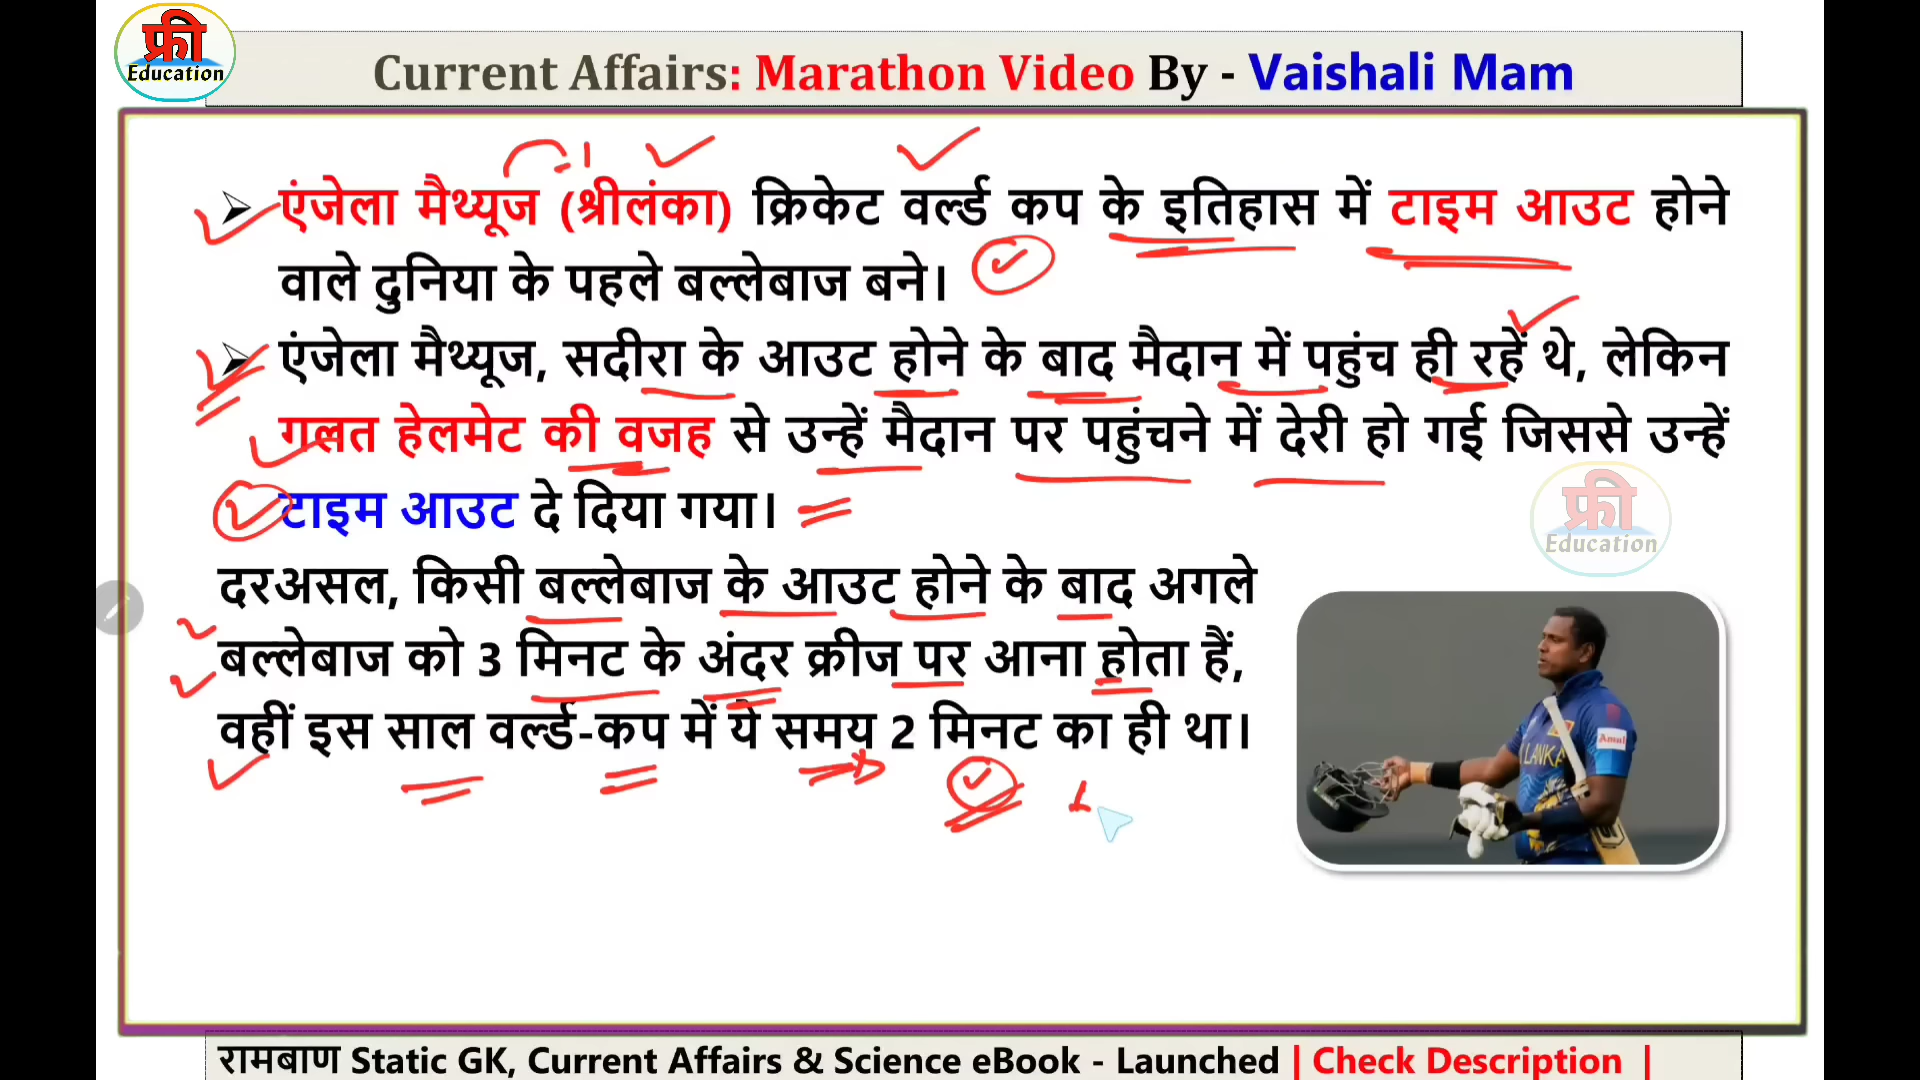 फ्री
Education
Current Affairs: Marathon Video By - Vaishali Mam
➢ एंजेला मैथ्यूज (श्रीलंका) क्रिकेट वर्ल्ड कप के इतिहास में टाइम आउट होने
वाले दुनिया के पहले बल्लेबाज बने।
➢ एंजेला मैथ्यूज, सदीरा के आउट होने के बाद मैदान में पहुंच ही रहें थे, लेकिन
गलत हेलमेट की वजह से उन्हें मैदान पर पहुंचने में देरी हो गई जिससे उन्हें
टाइम आउट दे दिया गया।
फ्री
Education
दरअसल, किसी बल्लेबाज के आउट होने के बाद अगले
बल्लेबाज को 3 मिनट के अंदर क्रीज पर आना होता हैं,
वहीं इस साल वर्ल्ड-कप में ये समय 2 मिनट का ही था।
Amul
LANKA
रामबाण Static GK, Current Affairs & Science eBook - Launched | Check Description |